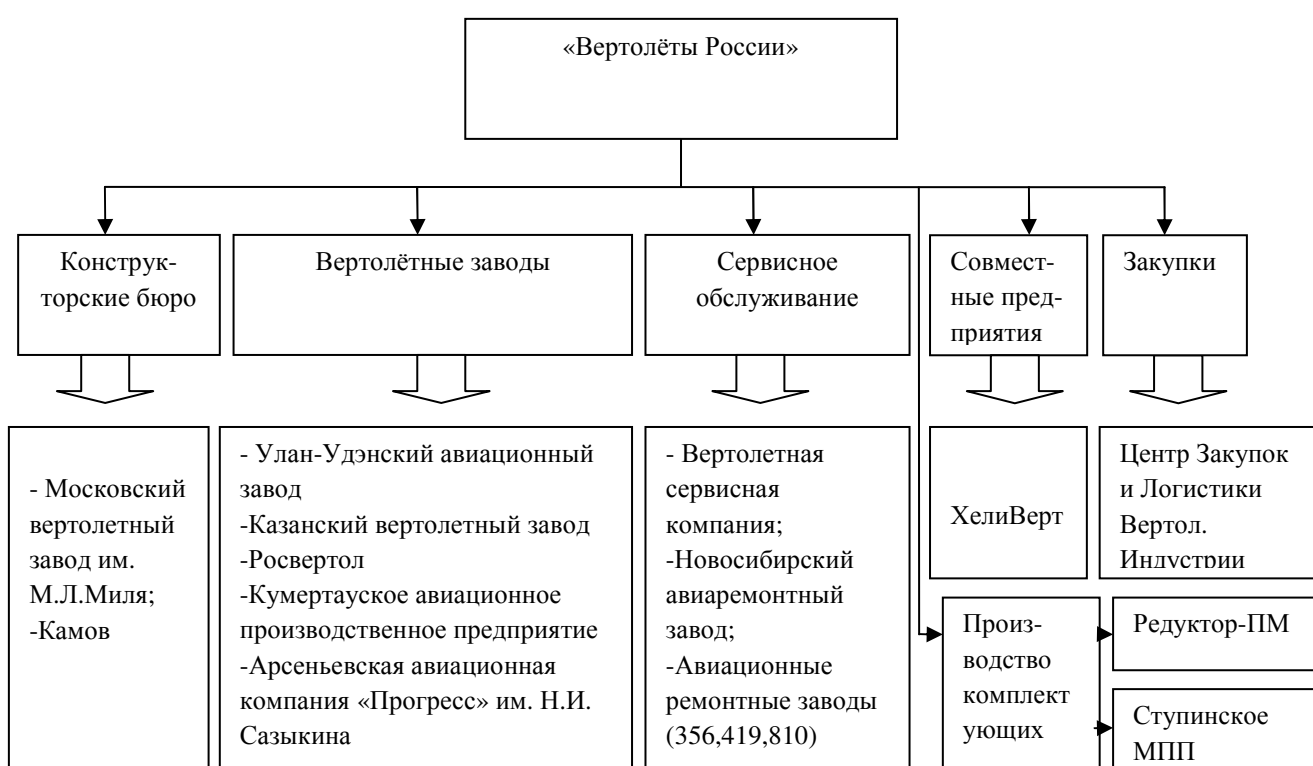 «Вертолёты России»
Конструк-
торские бюро
Вертолётные заводы
Сервисное
обслуживание
Совмест-
ные пред-
приятия
Закупки
- Московский
вертолетный
завод им.
М.Л.Миля;
-Камов
- Улан-Удэнский авиационный
завод
-Казанский вертолетный завод
-Росвертол
-Кумертауское авиационное
производственное предприятие
-Арсеньевская авиационная
компания «Прогресс» им. Н.И.
Сазыкина
- Вертолетная
сервисная
компания;
-Новосибирский
авиаремонтный
завод;
-Авиационные
ремонтные заводы
(356,419,810)
ХелиВерт
Центр Закупок
и Логистики
Вертол.
Индустрии
Произ-
водство
комплект
ующих
Редуктор-ПМ
Ступинское
МПП